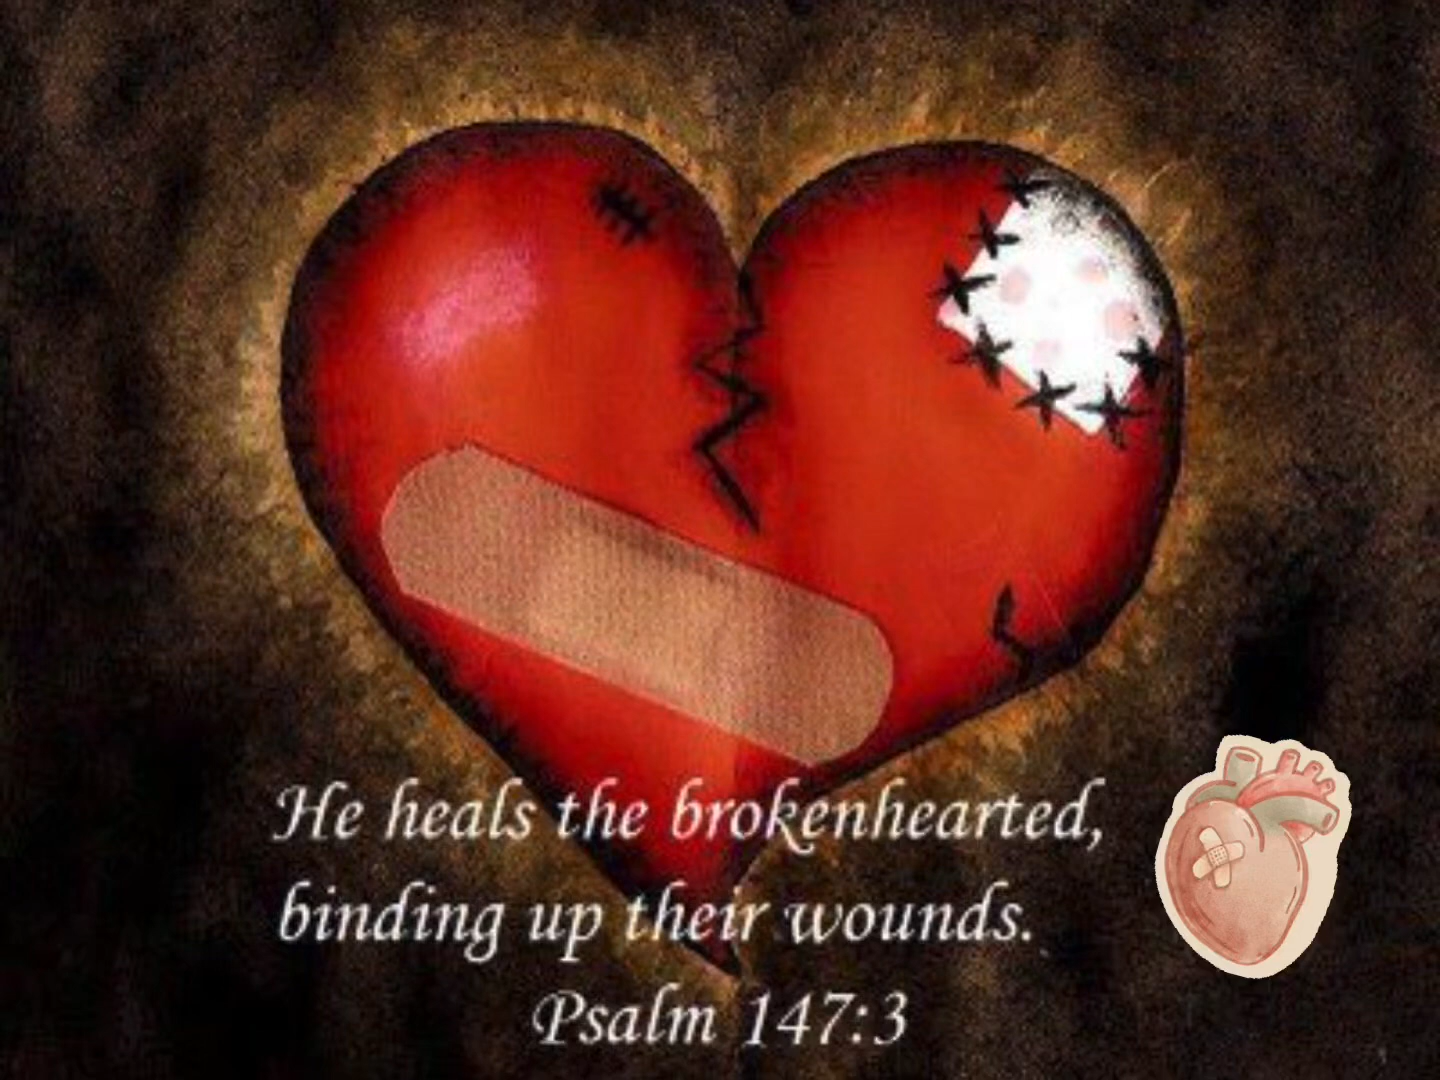 He heals the brokenhearted,
binding up their wounds.
Psalm 147:3